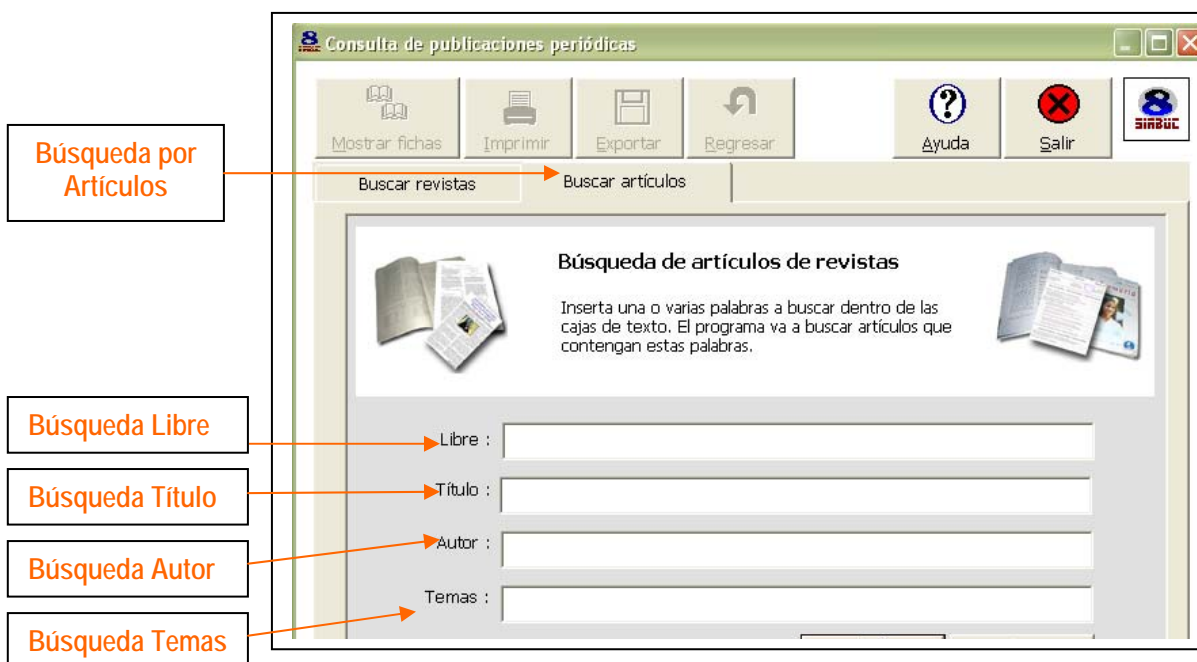 Consulta de publicaciones periódicas
Mostrar fichas
Imprimir
Exportar
Regresar
Ayuda
Salir
8
SIABUC
Búsqueda por
Artículos
Buscar revistas
Buscar artículos
Búsqueda de artículos de revistas
Inserta una o varias palabras a buscar dentro de las
cajas de texto. El programa va a buscar artículos que
contengan estas palabras.
Búsqueda Libre
Libre :
Búsqueda Título
Título :
Búsqueda Autor
Autor :
Búsqueda Temas
Temas :